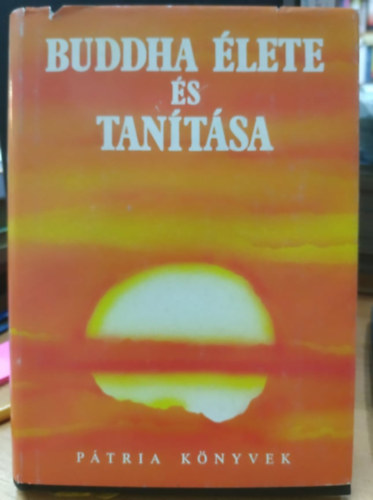 BUDDHA ÉLETE
ÉS
TANÍTÁSA
PÁTRIA KÖNYVEK